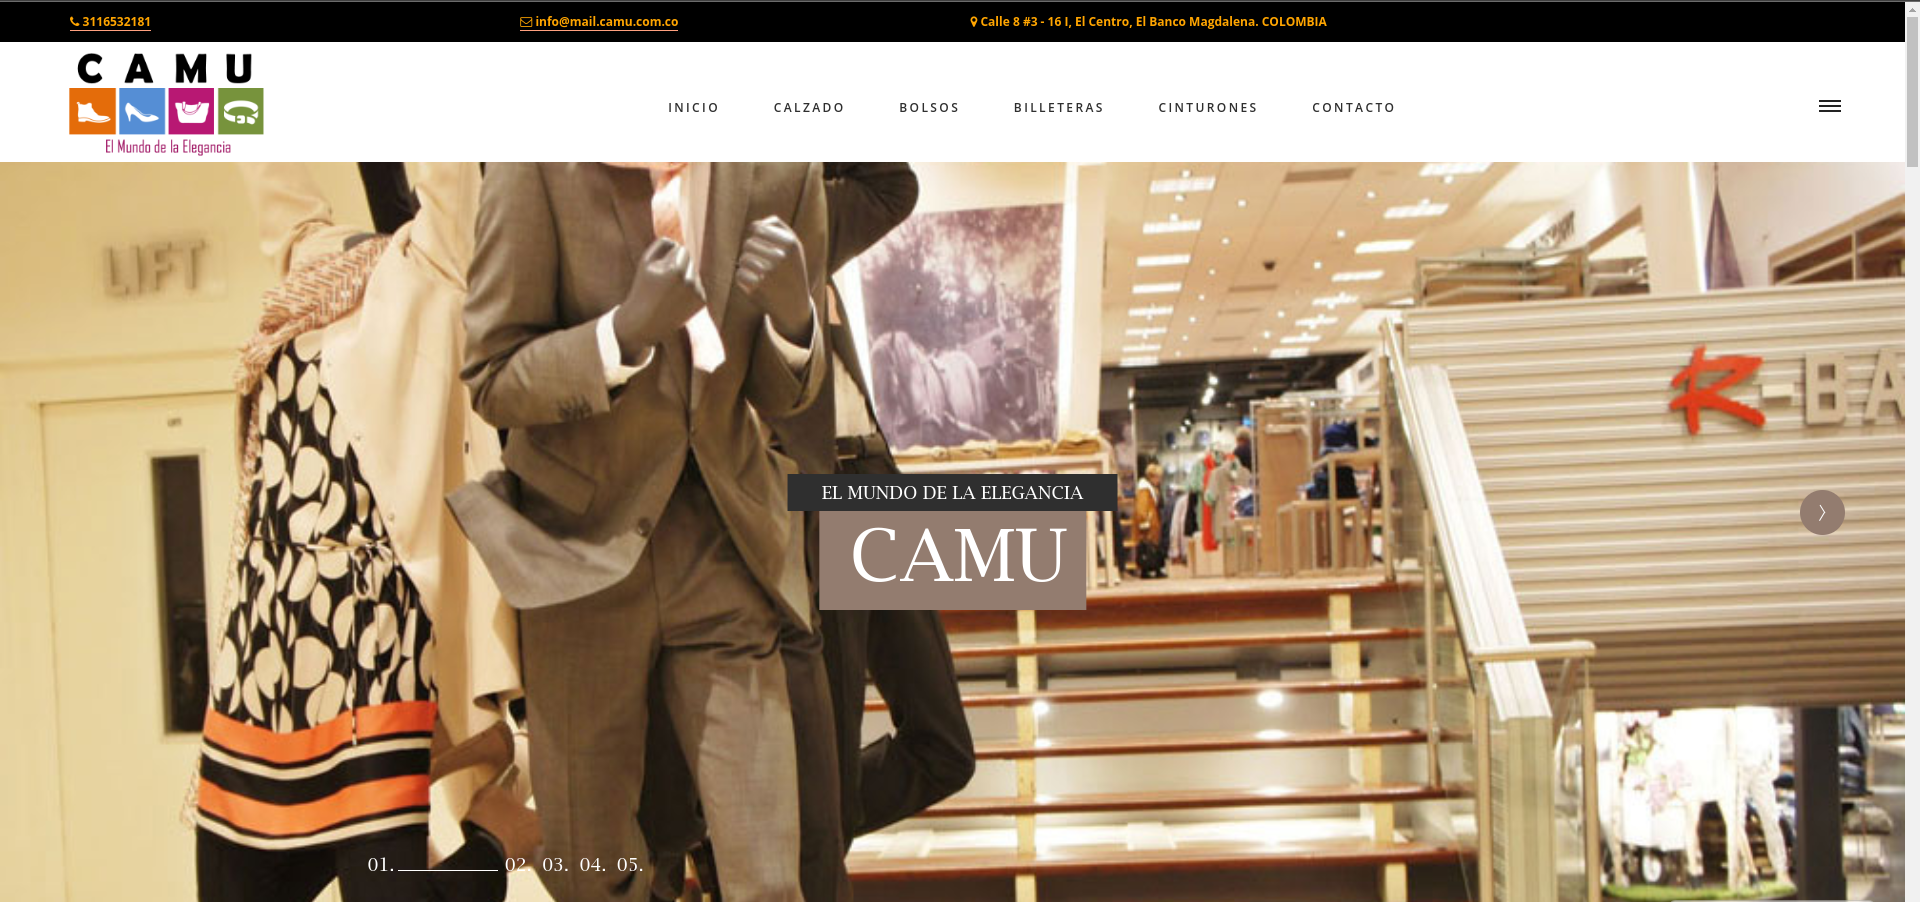 3116532181
info@mail.camu.com.co
Calle 8 #3 - 16 I, El Centro, El Banco Magdalena. COLOMBIA
CAMU
El Mundo de la Elegancia
INICIO
CALZADO
BOLSOS
BILLETERAS
CINTURONES
CONTACTO
LIFT
R-BA
EL MUNDO DE LA ELEGANCIA
CAMU
01. 02. 03. 04. 05.